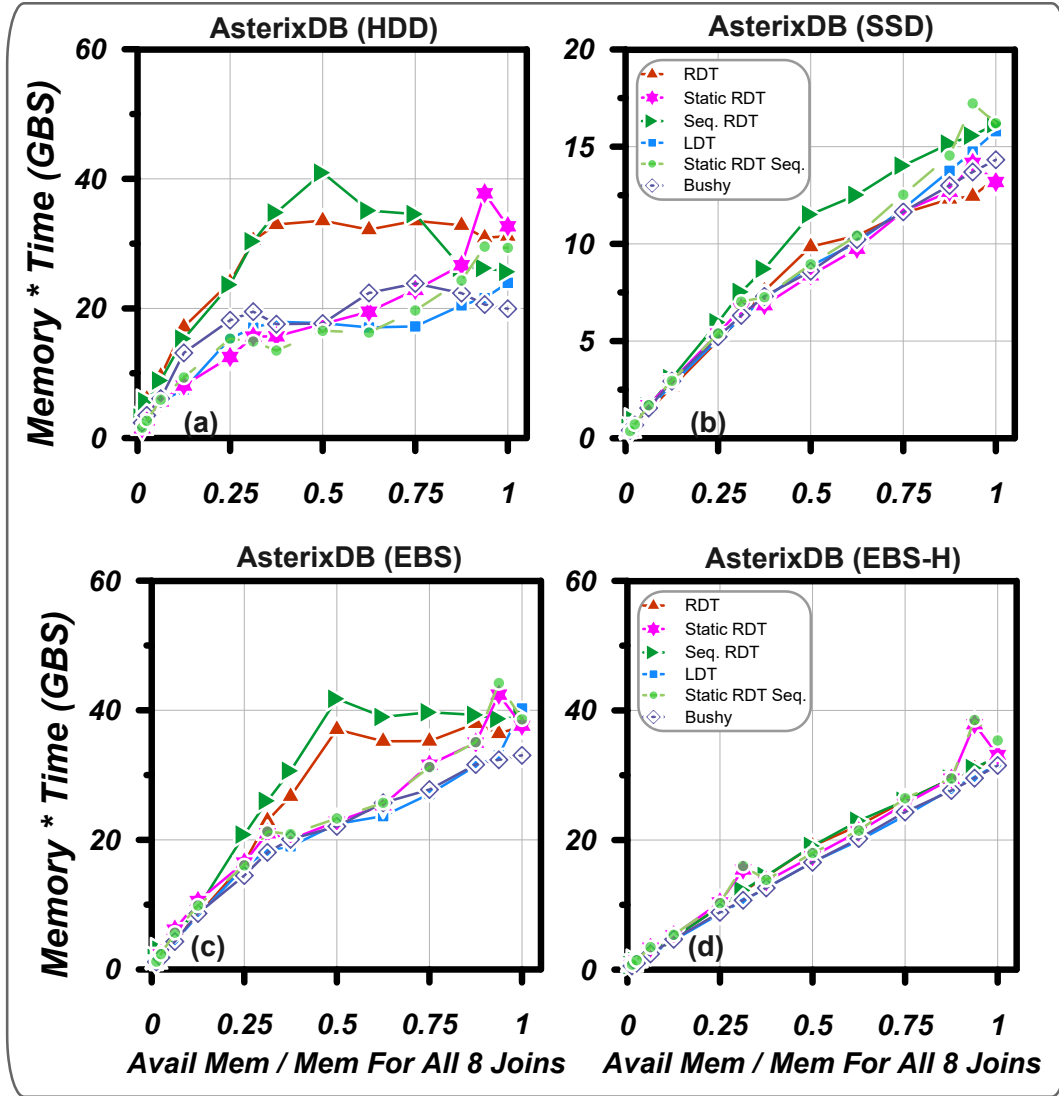 AsterixDB (HDD)
AsterixDB (SSD)
60
40
20
0
Memory * Time (GBS)
(a)
0 0.25 0.5 0.75 1
20
15
10
5
0
RDT
Static RDT
Seq. RDT
LDT
Static RDT Seq.
Bushy
(b)
0 0.25 0.5 0.75 1
AsterixDB (EBS)
AsterixDB (EBS-H)
60
40
20
0
Memory * Time (GBS)
(c)
0 0.25 0.5 0.75 1
Avail Mem / Mem For All 8 Joins
60
40
20
0
RDT
Static RDT
Seq. RDT
LDT
Static RDT Seq.
Bushy
(d)
0 0.25 0.5 0.75 1
Avail Mem / Mem For All 8 Joins